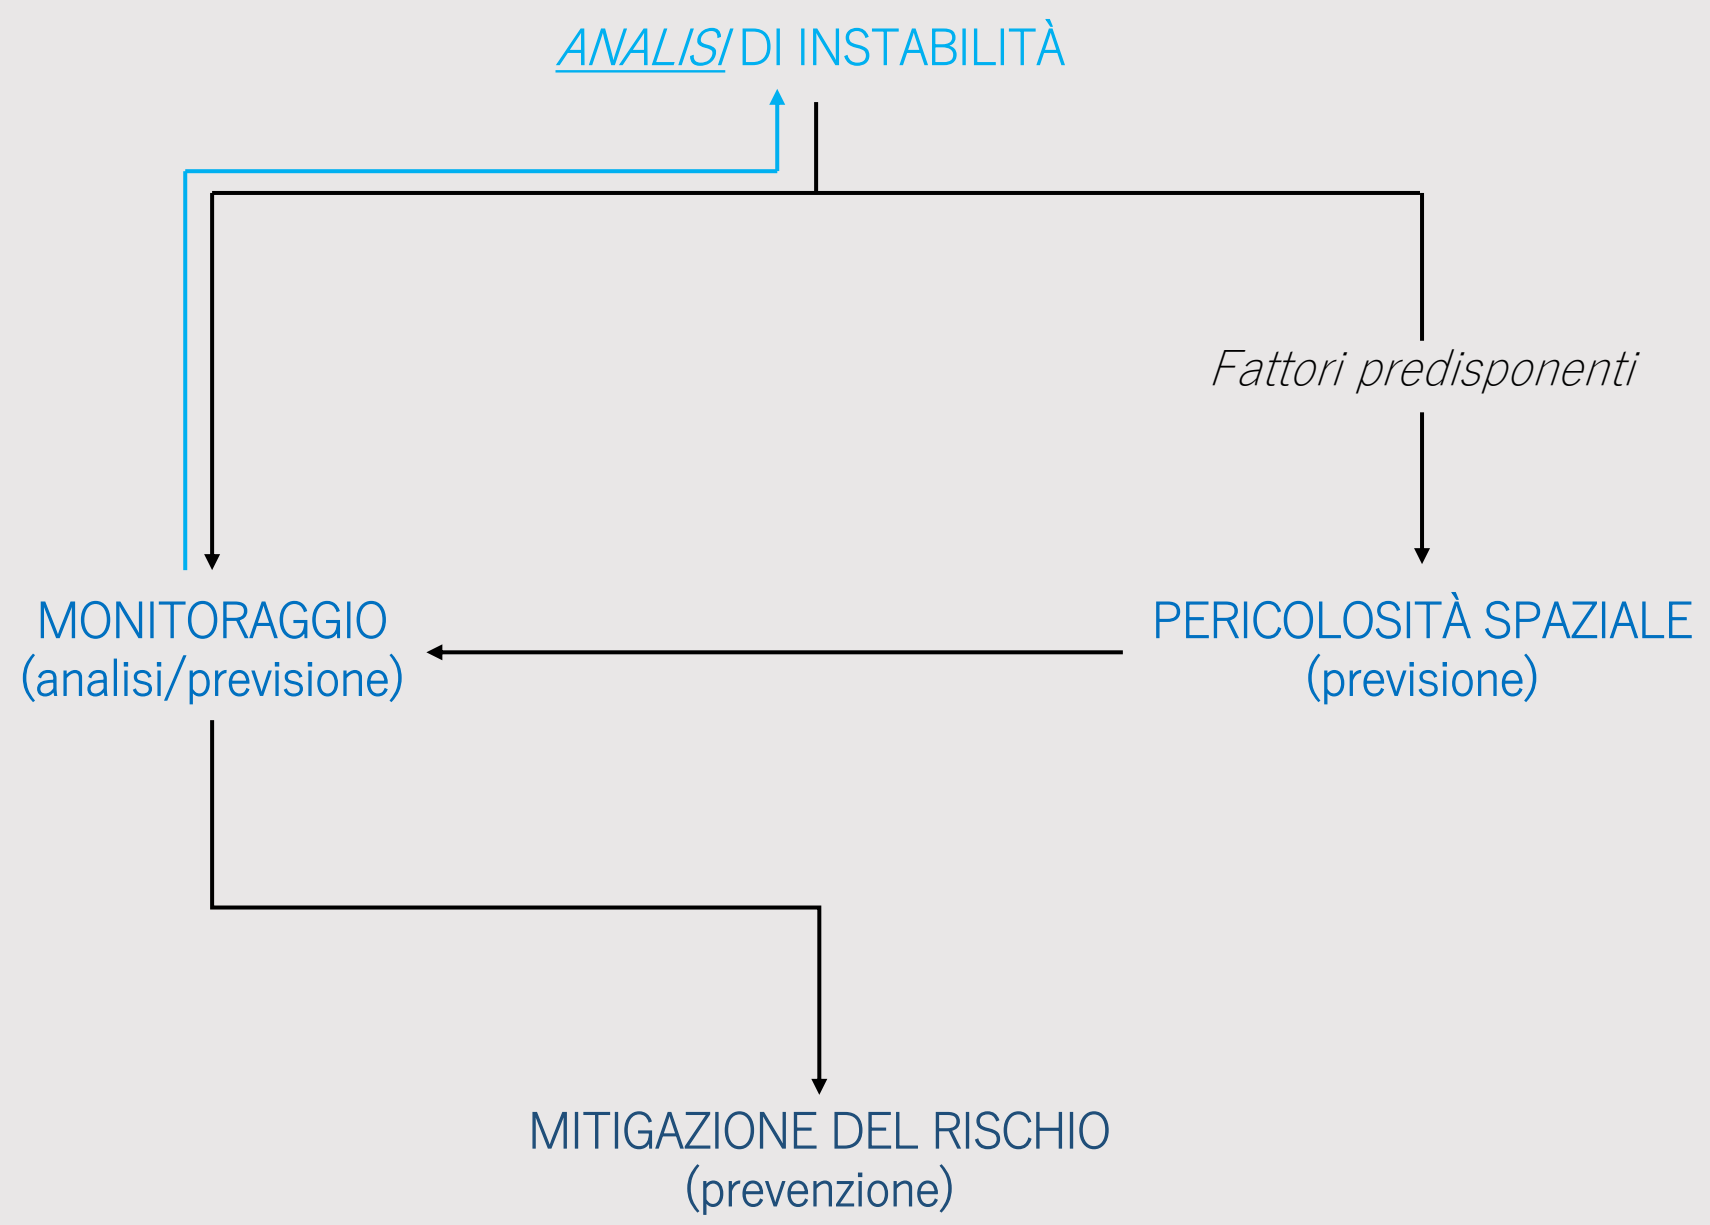 ANALISI DI INSTABILITÀ
Fattori predisponenti
MONITORAGGIO
(analisi/previsione)
PERICOLOSITÀ SPAZIALE
(previsione)
MITIGAZIONE DEL RISCHIO
(prevenzione)